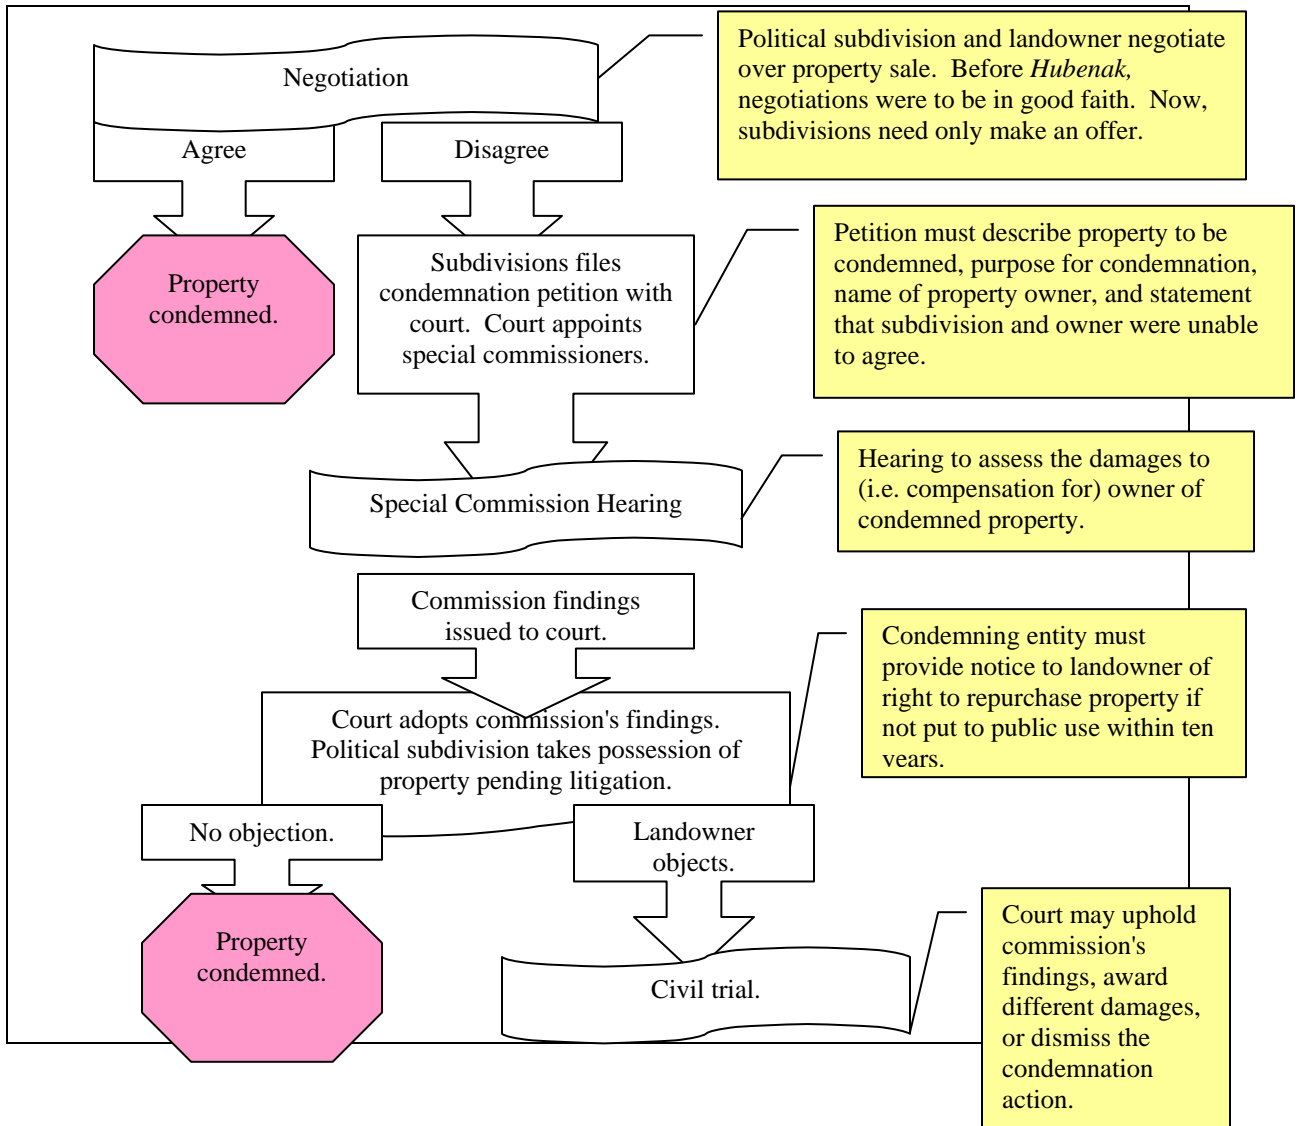 Negotiation
Political subdivision and landowner negotiate
over property sale.  Before Hubenak,
negotiations were to be in good faith.  Now,
subdivisions need only make an offer.
Agree
Disagree
Property
condemned.
Subdivisions files
condemnation petition with
court.  Court appoints
special commissioners.
Petition must describe property to be
condemned, purpose for condemnation,
name of property owner, and statement
that subdivision and owner were unable
to agree.
Special Commission Hearing
Hearing to assess the damages to
(i.e. compensation for) owner of
condemned property.
Commission findings
issued to court.
Condemning entity must
provide notice to landowner of
right to repurchase property if
not put to public use within ten
years.
Court adopts commission's findings.
Political subdivision takes possession of
property pending litigation.
No objection.
Landowner
objects.
Property
condemned.
Civil trial.
Court may uphold
commission's
findings, award
different damages,
or dismiss the
condemnation
action.